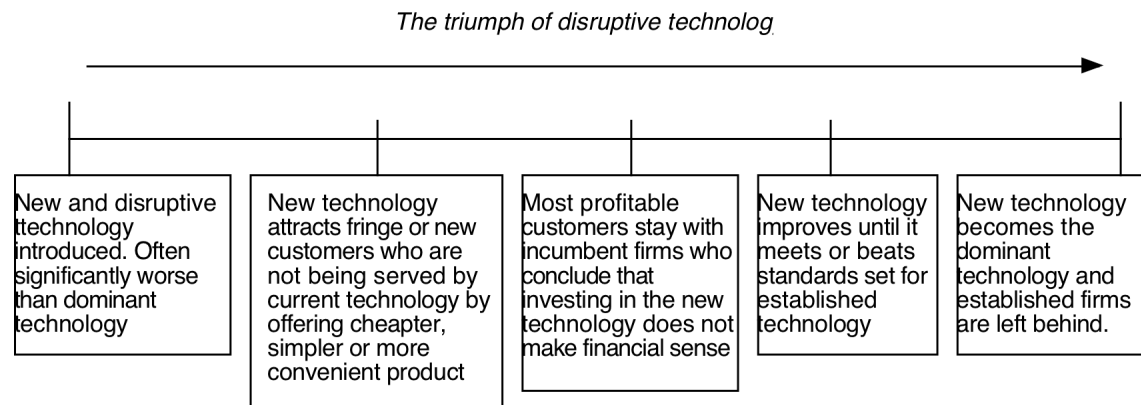 The triumph of disruptive technolog
New and disruptive
ttechnology
introduced. Often
significantly worse
than dominant
technology
New technology
attracts fringe or new
customers who are
not being served by
current technology by
offering cheapter,
simpler or more
convenient product
Most profitable
customers stay with
incumbent firms who
conclude that
investing in the new
technology does not
make financial sense
New technology
improves until it
meets or beats
standards set for
established
technology
New technology
becomes the
dominant
technology and
established firms
are left behind.